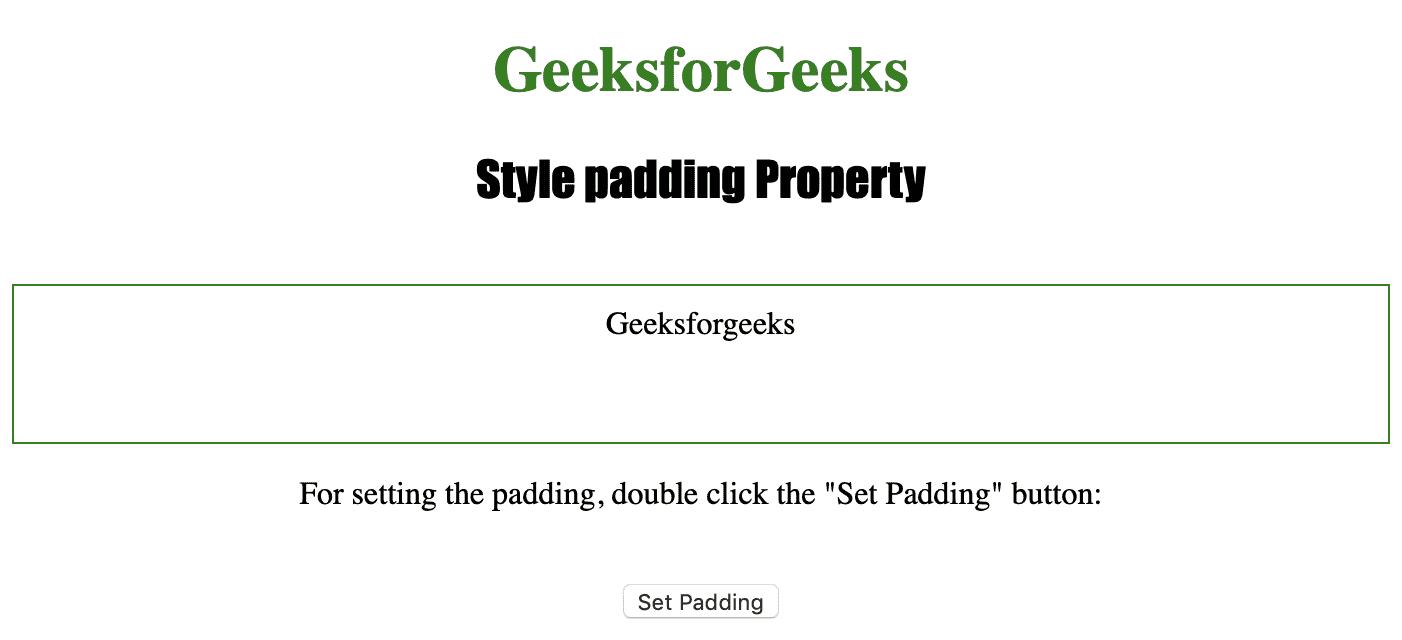 GeeksforGeeks
Style padding Property
Geeksforgeeks
For setting the padding, double click the "Set Padding" button:
Set Padding